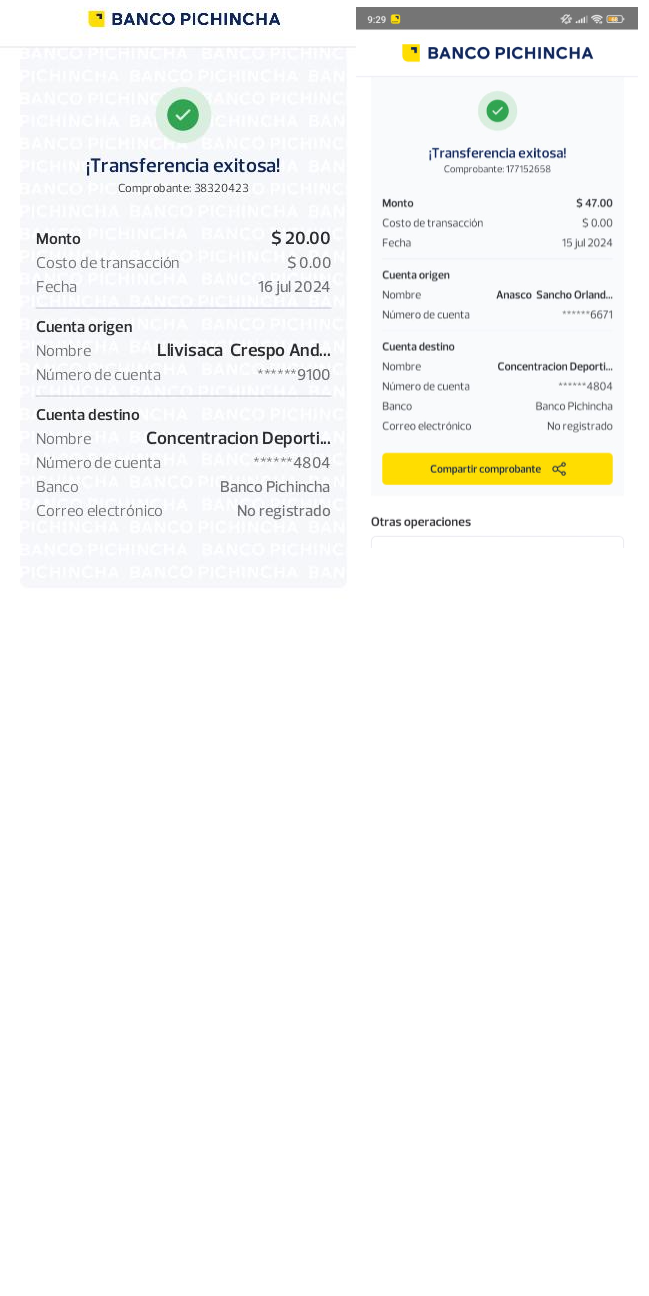 BANCO PICHINCHA
¡Transferencia exitosa!
Comprobante: 38320423
Monto $ 20.00
Costo de transacción $ 0.00
Fecha 16 jul 2024
Cuenta origen
Nombre Llivisaca Crespo And...
Número de cuenta ******9100
Cuenta destino
Nombre Concentracion Deporti...
Número de cuenta ******4804
Banco Banco Pichincha
Correo electrónico No registrado
9:29
BANCO PICHINCHA
¡Transferencia exitosa!
Comprobante: 177152658
Monto $ 47.00
Costo de transacción $ 0.00
Fecha 15 jul 2024
Cuenta origen
Nombre Anasco Sancho Orland...
Número de cuenta ******6671
Cuenta destino
Nombre Concentracion Deporti...
Número de cuenta ******4804
Banco Banco Pichincha
Correo electrónico No registrado
Compartir comprobante
Otras operaciones